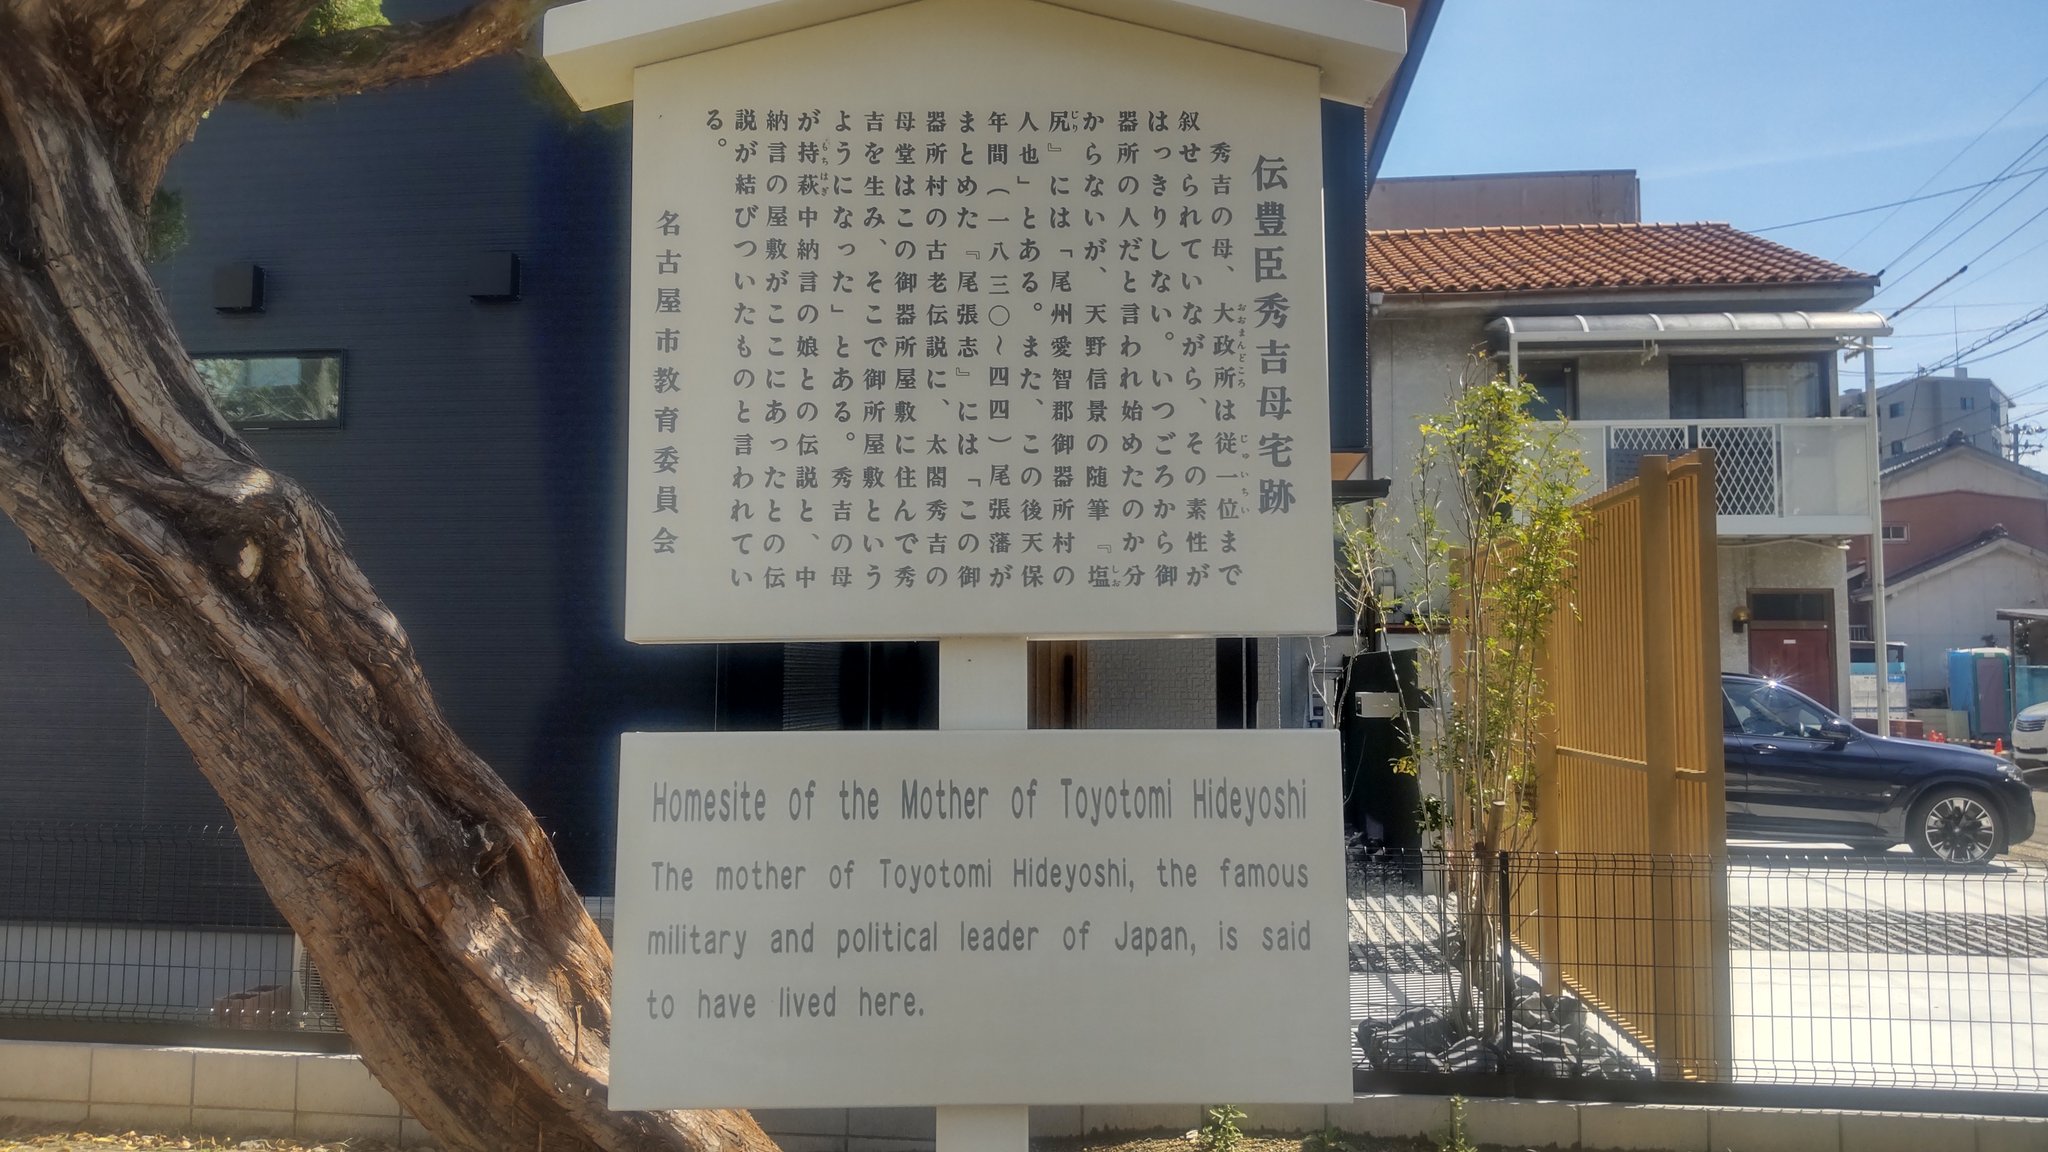 伝豊臣秀吉母宅跡
秀吉の母、大政所は従一位まで
叙せられていながら、その素性が
はっきりしない。いつごろから御
器所の人だと言われ始めたのか分
からないが、天野信景の随筆『塩
尻』には「尾州愛智郡御器所村の
人也」とある。また、この後天保
年間(一八三〇~四四)尾張藩が
まとめた『尾張志』には「この御
器所村の古老伝説に、太閤秀吉の
母堂はこの御器所屋敷に住んで秀
吉を生み、そこで御所屋敷という
ようになった」とある。秀吉の母
が持萩中納言の娘との伝説と、中
納言の屋敷がここにあったとの伝
説が結びついたものと言われてい
る。
名古屋市教育委員会
Homesite of the Mother of Toyotomi Hideyoshi
The mother of Toyotomi Hideyoshi, the famous
military and political leader of Japan, is said
to have lived here.